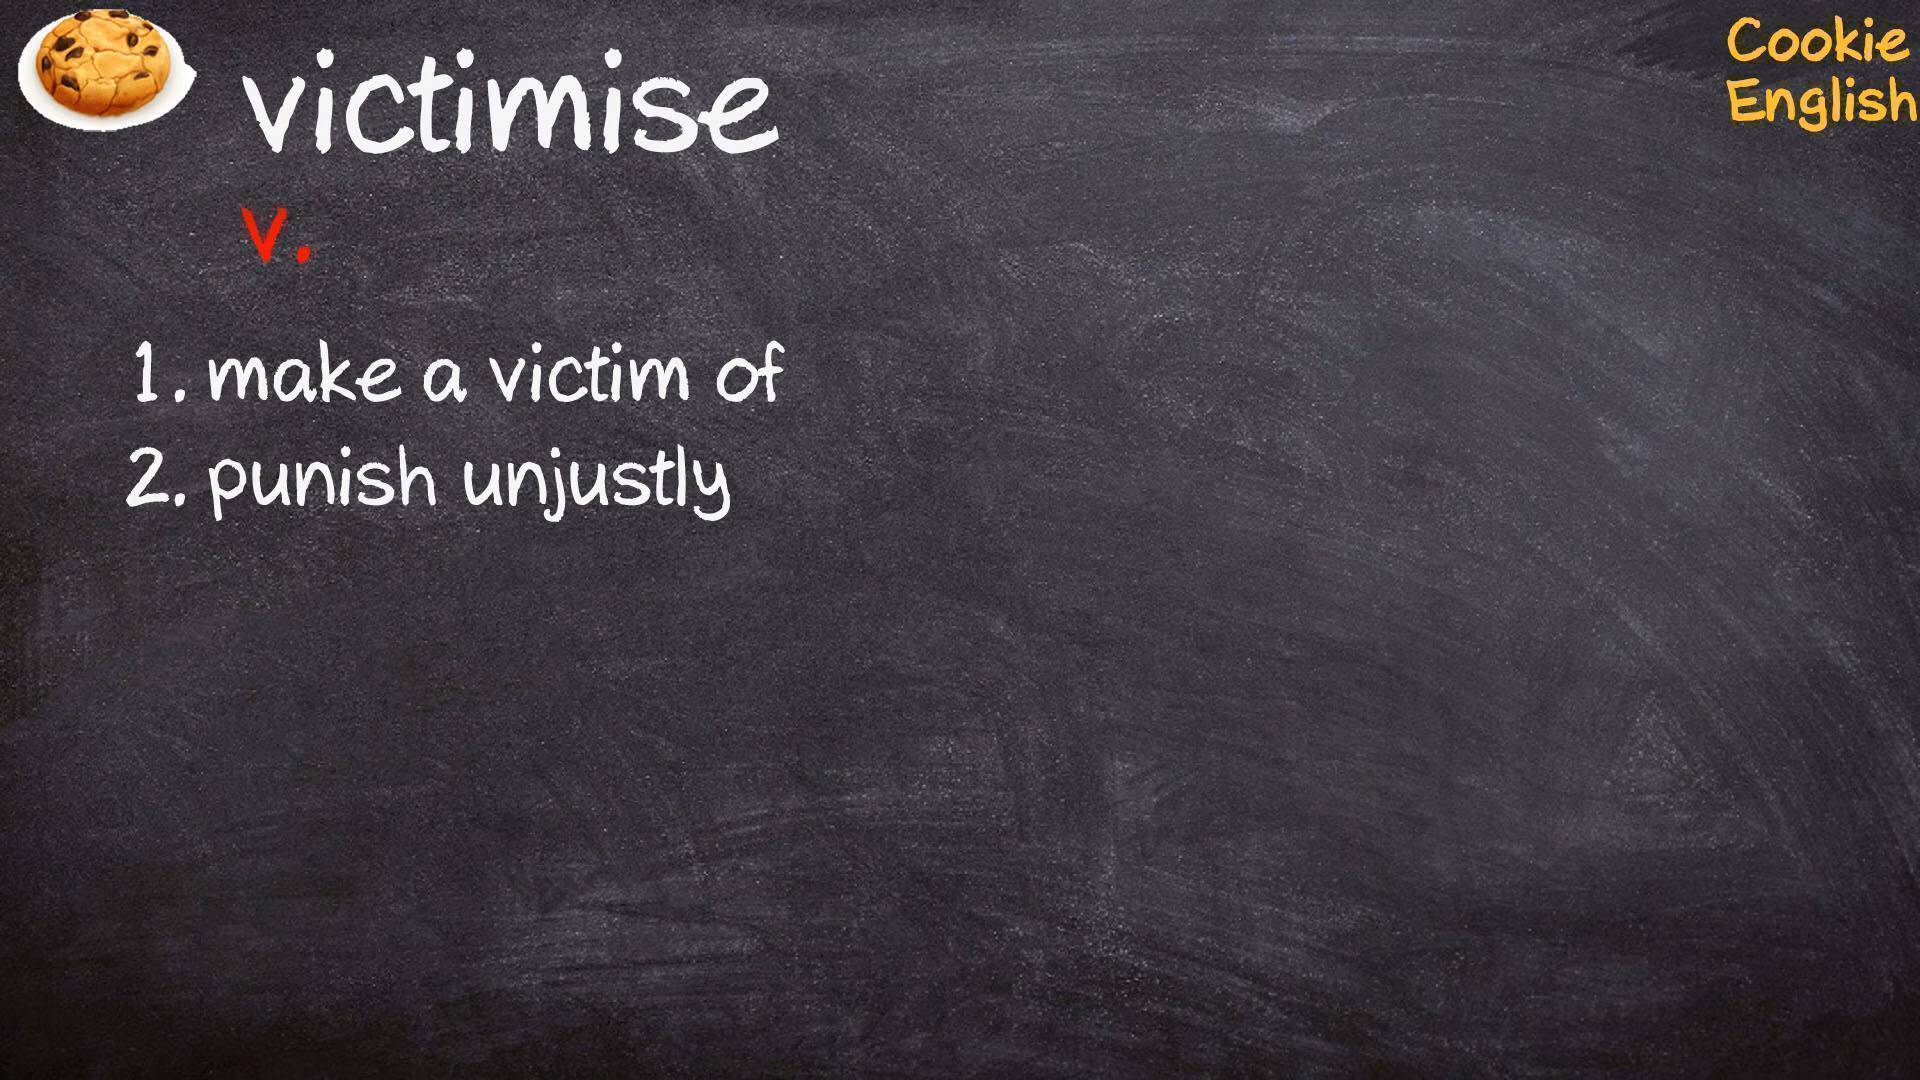 victimise
Cookie
English
v.
1. make a victim of
2. punish unjustly